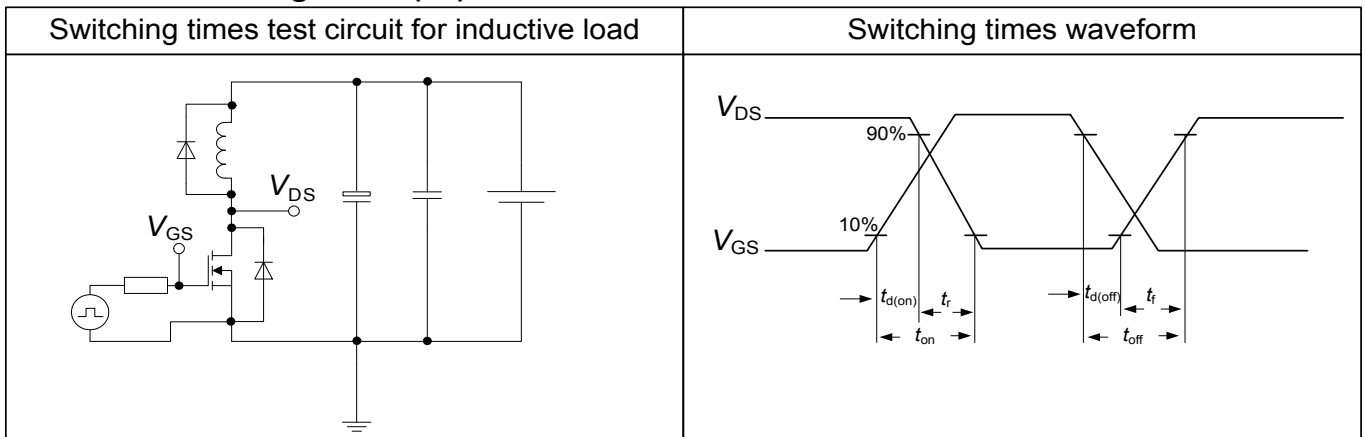 Switching times test circuit for inductive load
Switching times waveform
VDS
VGS
VDS
90%
10%
VGS
td(on)
tr
td(off)
tf
ton
toff